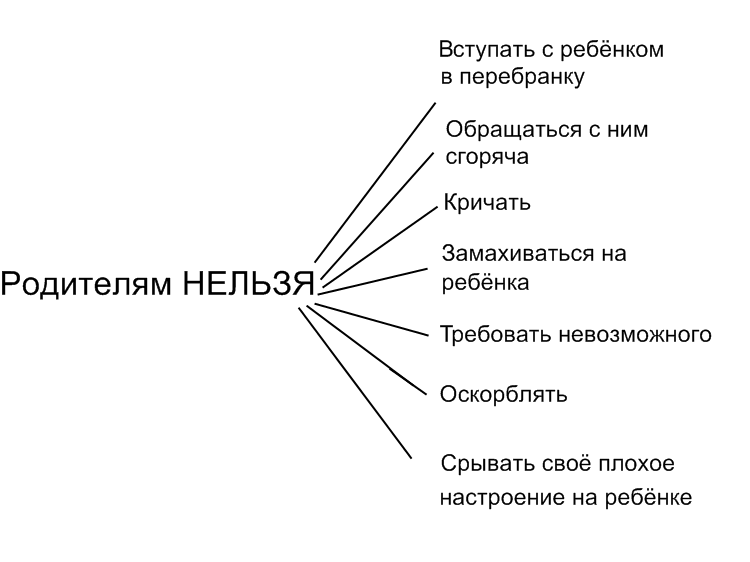 Родителям НЕЛЬЗЯ
Вступать с ребёнком
в перебранку
Обращаться с ним
сгоряча
Кричать
Замахиваться на
ребёнка
Требовать невозможного
Оскорблять
Срывать своё плохое
настроение на ребёнке